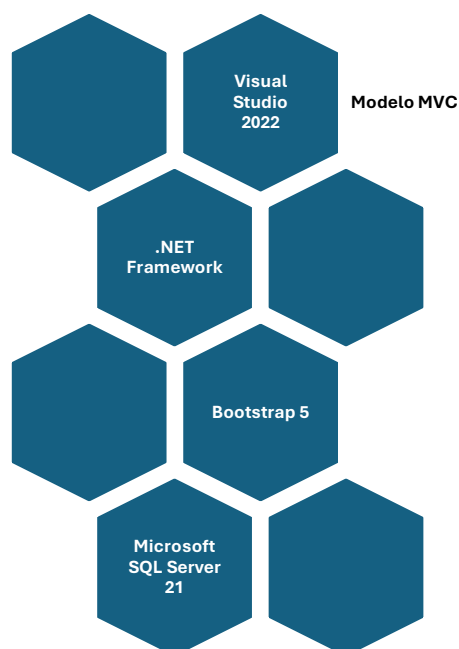 Visual
Studio
2022
Modelo MVC
.NET
Framework
Bootstrap 5
Microsoft
SQL Server
21